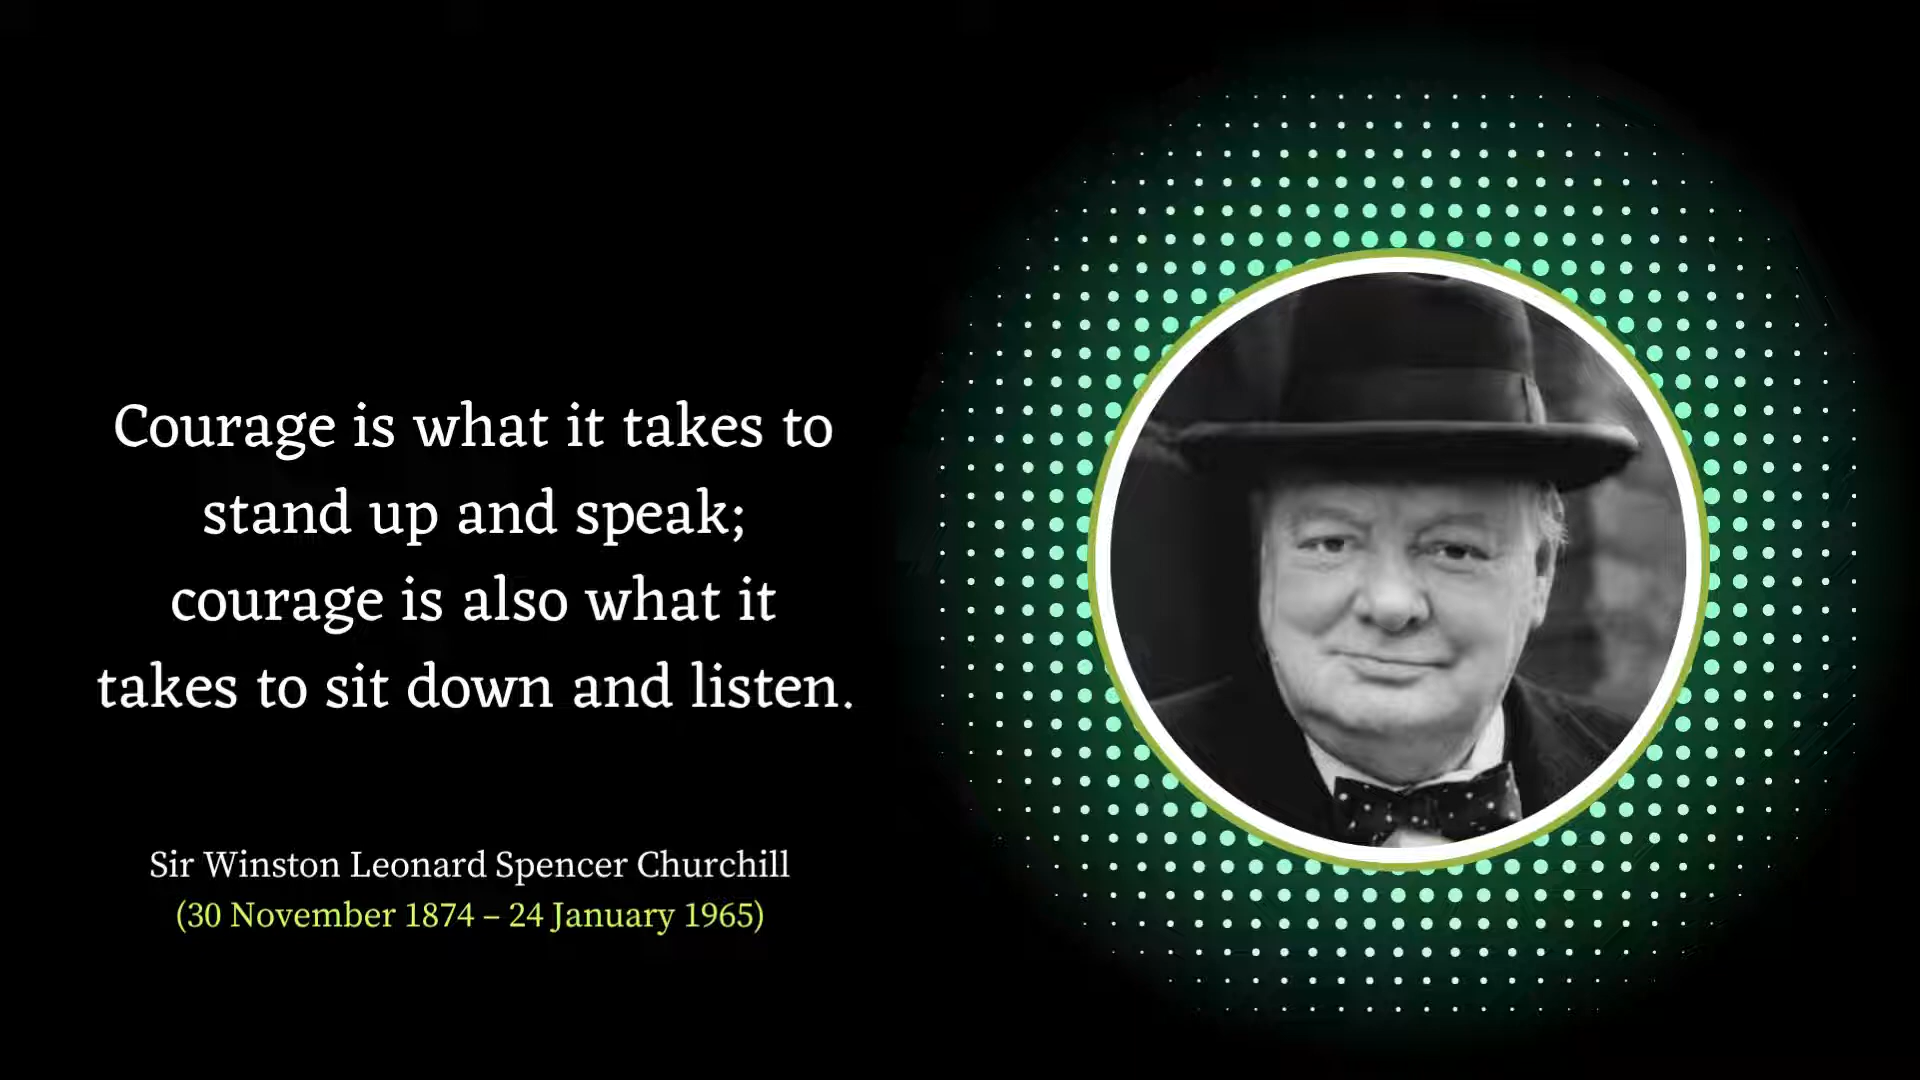 Courage is what it takes to
stand up and speak;
courage is also what it
takes to sit down and listen.
Sir Winston Leonard Spencer Churchill
(30 November 1874 – 24 January 1965)